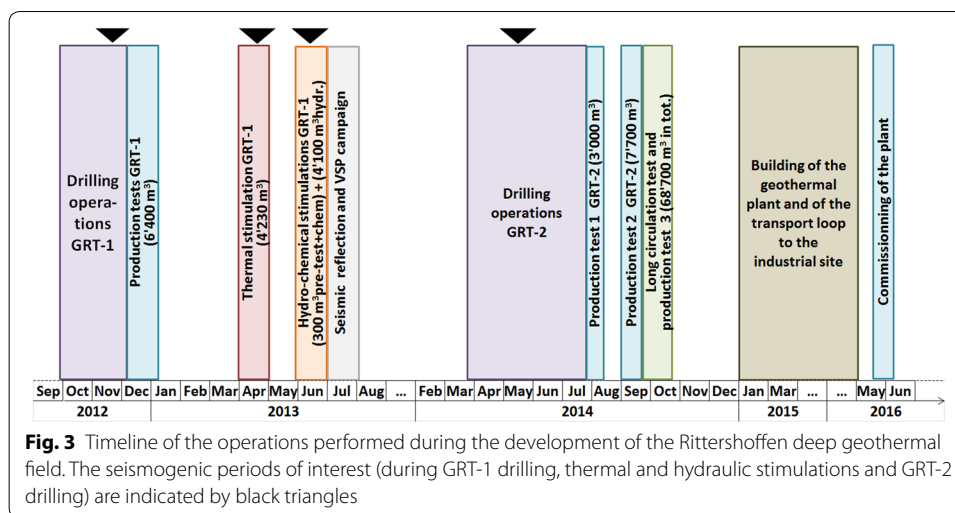 Drilling
opera-
tions
GRT-1
Production tests GRT-1
(6'400 m³)
Thermal stimulation GRT-1
(4'230 m³)
Hydro-chemical stimulations GRT-1
(300 m³pre-test+chem) + (4'100 m³hydr.)
Seismic reflection and VSP campaign
Drilling
operations
GRT-2
Production test 1 GRT-2 (3'000 m³)
Production test 2 GRT-2 (7'700 m³)
Long circulation test and
production test 3 (68'700 m³ in tot.)
Building of the
geothermal
plant and of the
transport loop
to the
industrial site
Commissionning of the plant
Sep Oct Nov Dec Jan Feb Mar Apr May Jun Jul Aug ... Feb Mar Apr May Jun Jul Aug Sep Oct Nov Dec Jan Mar ... ... May Jun
2012 2013 2014 2015 2016
Fig. 3 Timeline of the operations performed during the development of the Rittershoffen deep geothermal
field. The seismogenic periods of interest (during GRT-1 drilling, thermal and hydraulic stimulations and GRT-2
drilling) are indicated by black triangles